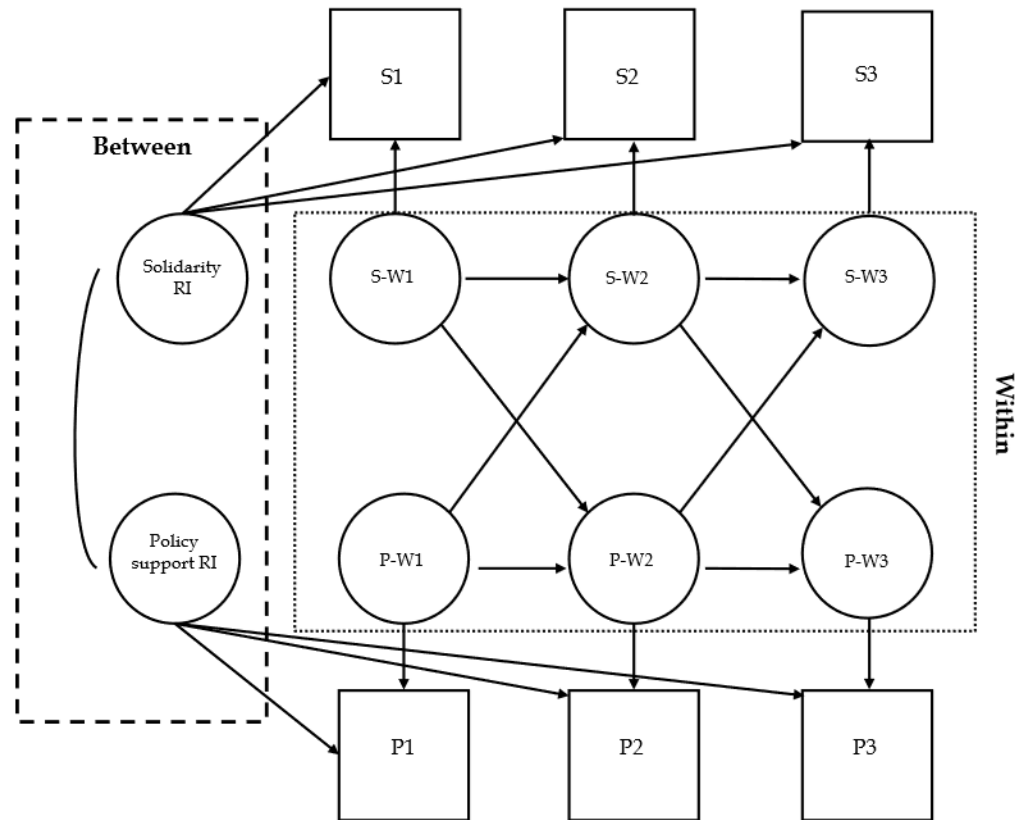 S1
S2
S3
Between
Solidarity
RI
S-W1
S-W2
S-W3
Within
Policy
support RI
P-W1
P-W2
P-W3
P1
P2
P3